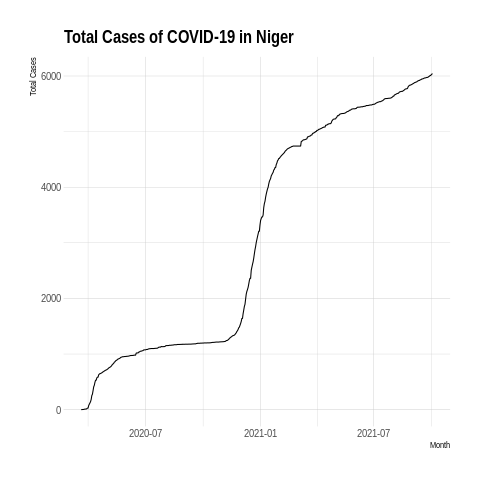 Total Cases of COVID-19 in Niger
Total Cases
6000
4000
2000
0
2020-07 2021-01 2021-07
Month